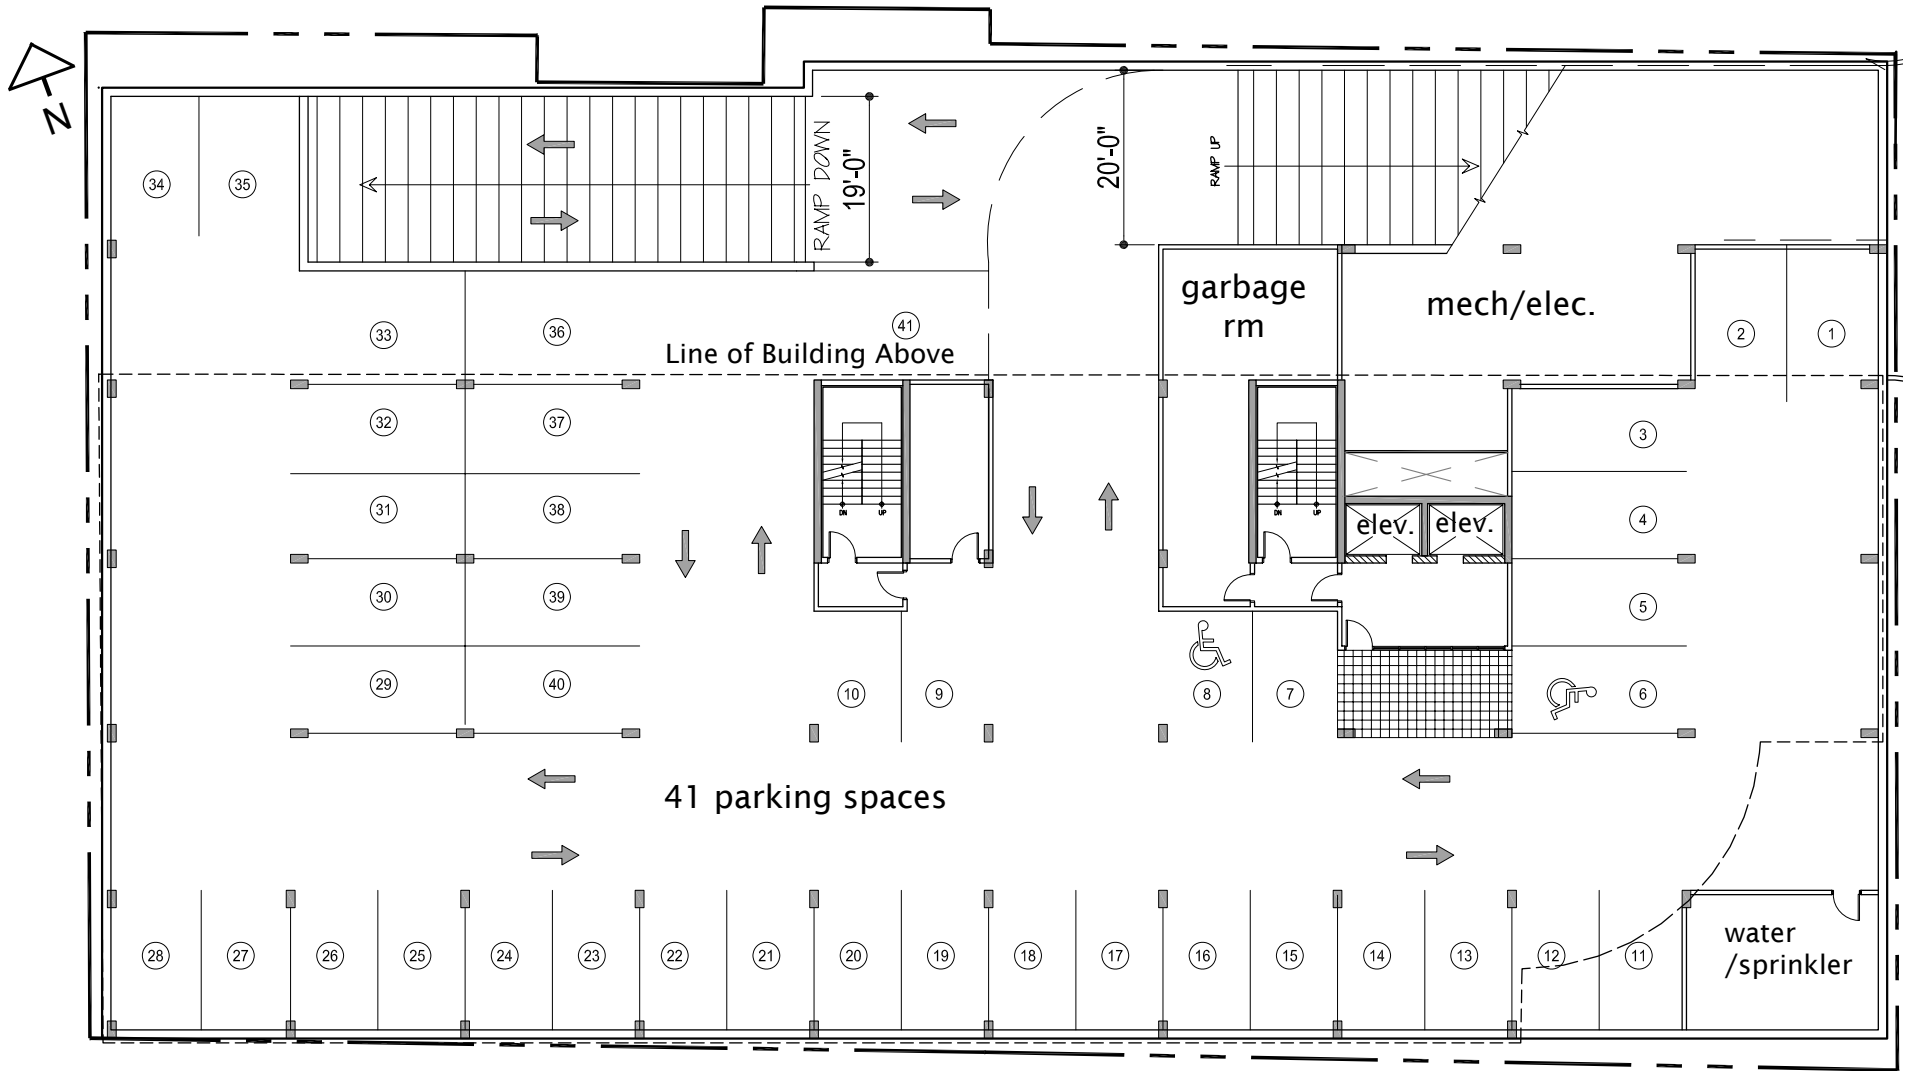 N
RAMP DOWN
19'-0"
20'-0"
RAMP UP
34
35
garbage
rm
mech/elec.
2
1
33
36
41
Line of Building Above
32
37
3
31
38
DN
UP
DN
UP
elev.
elev.
4
30
39
5
29
40
10
9
8
7
6
41 parking spaces
28
27
26
25
24
23
22
21
20
19
18
17
16
15
14
13
12
11
water
/sprinkler